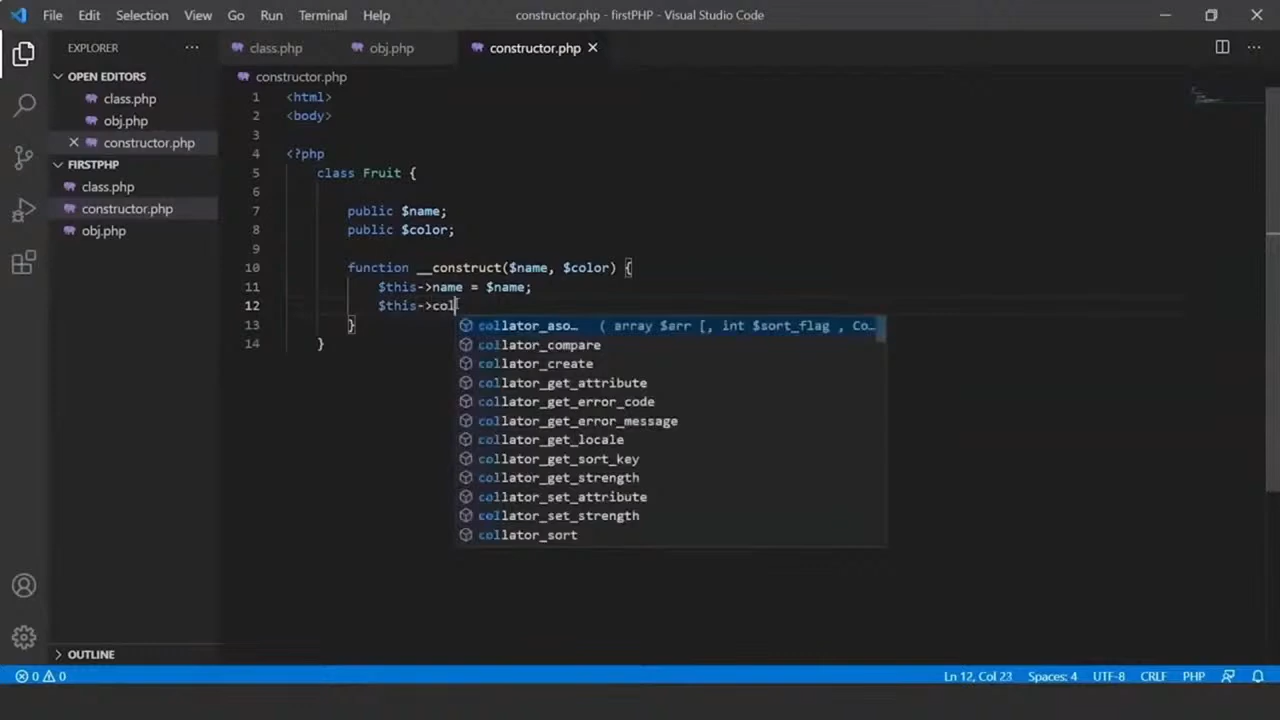 File Edit Selection View Go Run Terminal Help
constructor.php - firstPHP - Visual Studio Code
EXPLORER
OPEN EDITORS
class.php
obj.php
constructor.php
FIRSTPHP
class.php
constructor.php
obj.php
OUTLINE
class.php obj.php constructor.php
constructor.php
1 <html>
2 <body>
3
4 <?php
5 class Fruit {
6
7 public $name;
8 public $color;
9
10 function __construct($name, $color) {
11 $this->name = $name;
12 $this->col
13 }
14 }
collator_aso… ( array $arr [, int $sort_flag , Co…
collator_compare
collator_create
collator_get_attribute
collator_get_error_code
collator_get_error_message
collator_get_locale
collator_get_sort_key
collator_get_strength
collator_set_attribute
collator_set_strength
collator_sort
0 0 Ln 12, Col 23 Spaces: 4 UTF-8 CRLF PHP